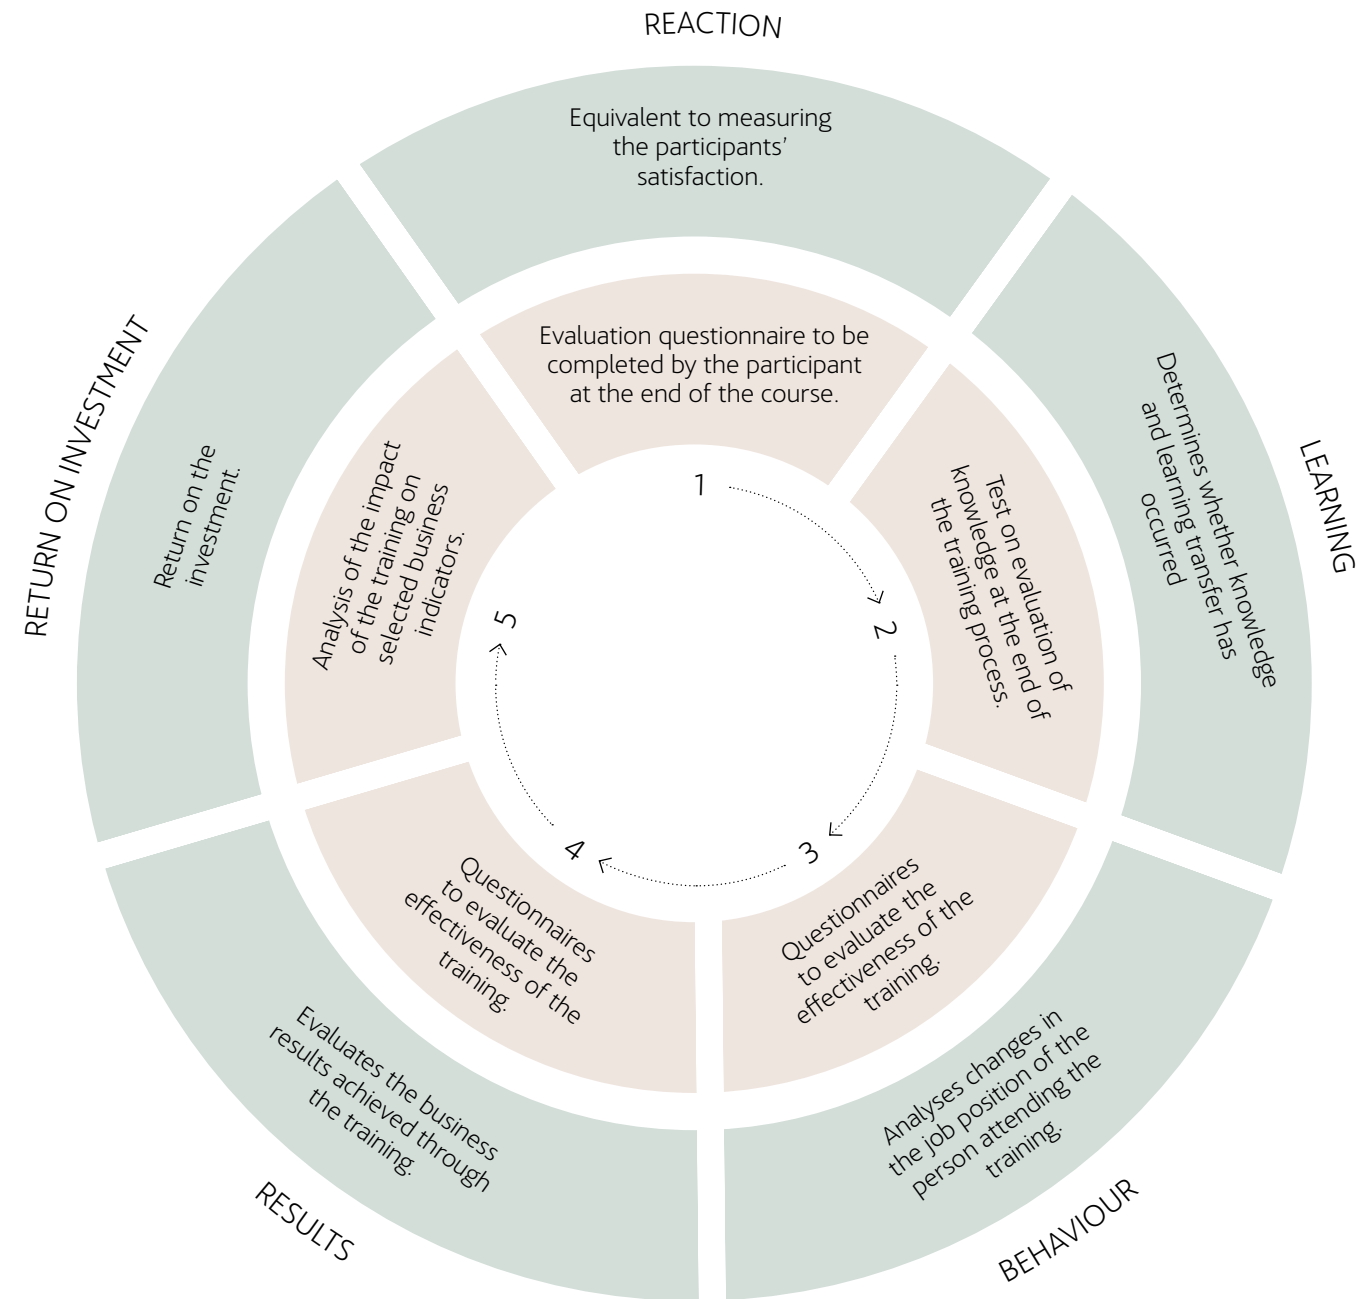 REACTION
Equivalent to measuring
the participants’
satisfaction.
Evaluation questionnaire to be
completed by the participant
at the end of the course.
1
LEARNING
Determines whether knowledge
and learning transfer has
occurred
Test on evaluation of
knowledge at the end of
the training process.
2
BEHAVIOUR
Analyses changes in
the job position of the
person attending the
training.
Questionnaires
to evaluate the
effectiveness of the
training.
3
RESULTS
Evaluates the business
results achieved through
the training.
Questionnaires
to evaluate the
effectiveness of the
training.
4
RETURN ON INVESTMENT
Return on the
investment.
Analysis of the impact
of the training on
selected business
indicators.
5